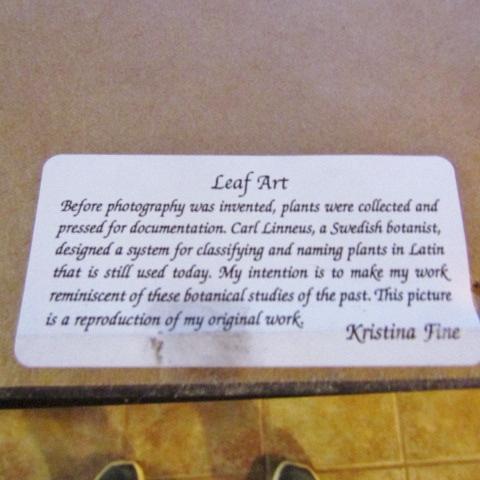 Leaf Art
Before photography was invented, plants were collected and
pressed for documentation. Carl Linneus, a Swedish botanist,
designed a system for classifying and naming plants in Latin
that is still used today. My intention is to make my work
reminiscent of these botanical studies of the past. This picture
is a reproduction of my original work.
Kristina Fine